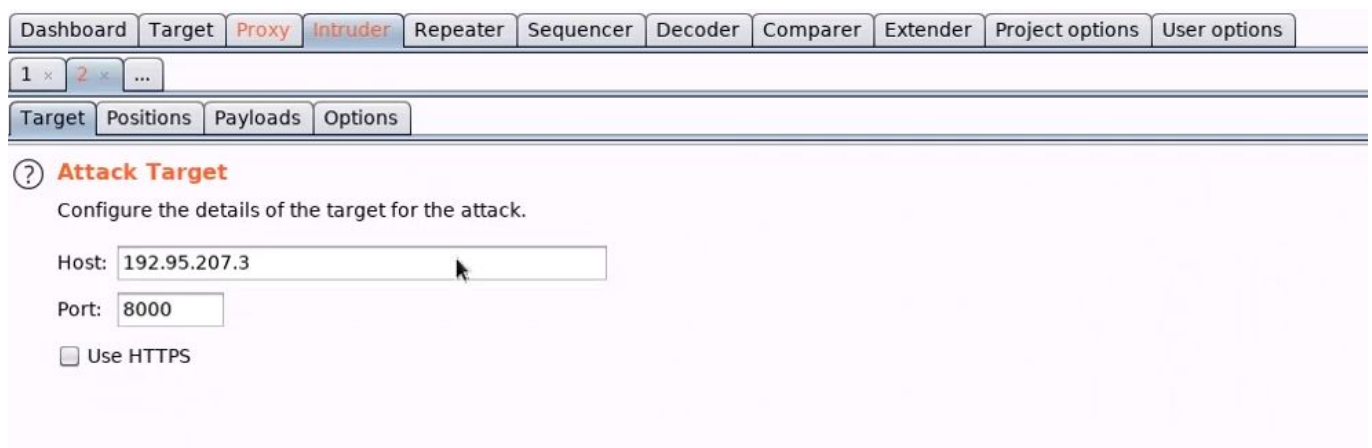 Dashboard Target Proxy Intruder Repeater Sequencer Decoder Comparer Extender Project options User options
1 × 2 × ...
Target Positions Payloads Options
? Attack Target
Configure the details of the target for the attack.
Host: 192.95.207.3
Port: 8000
Use HTTPS